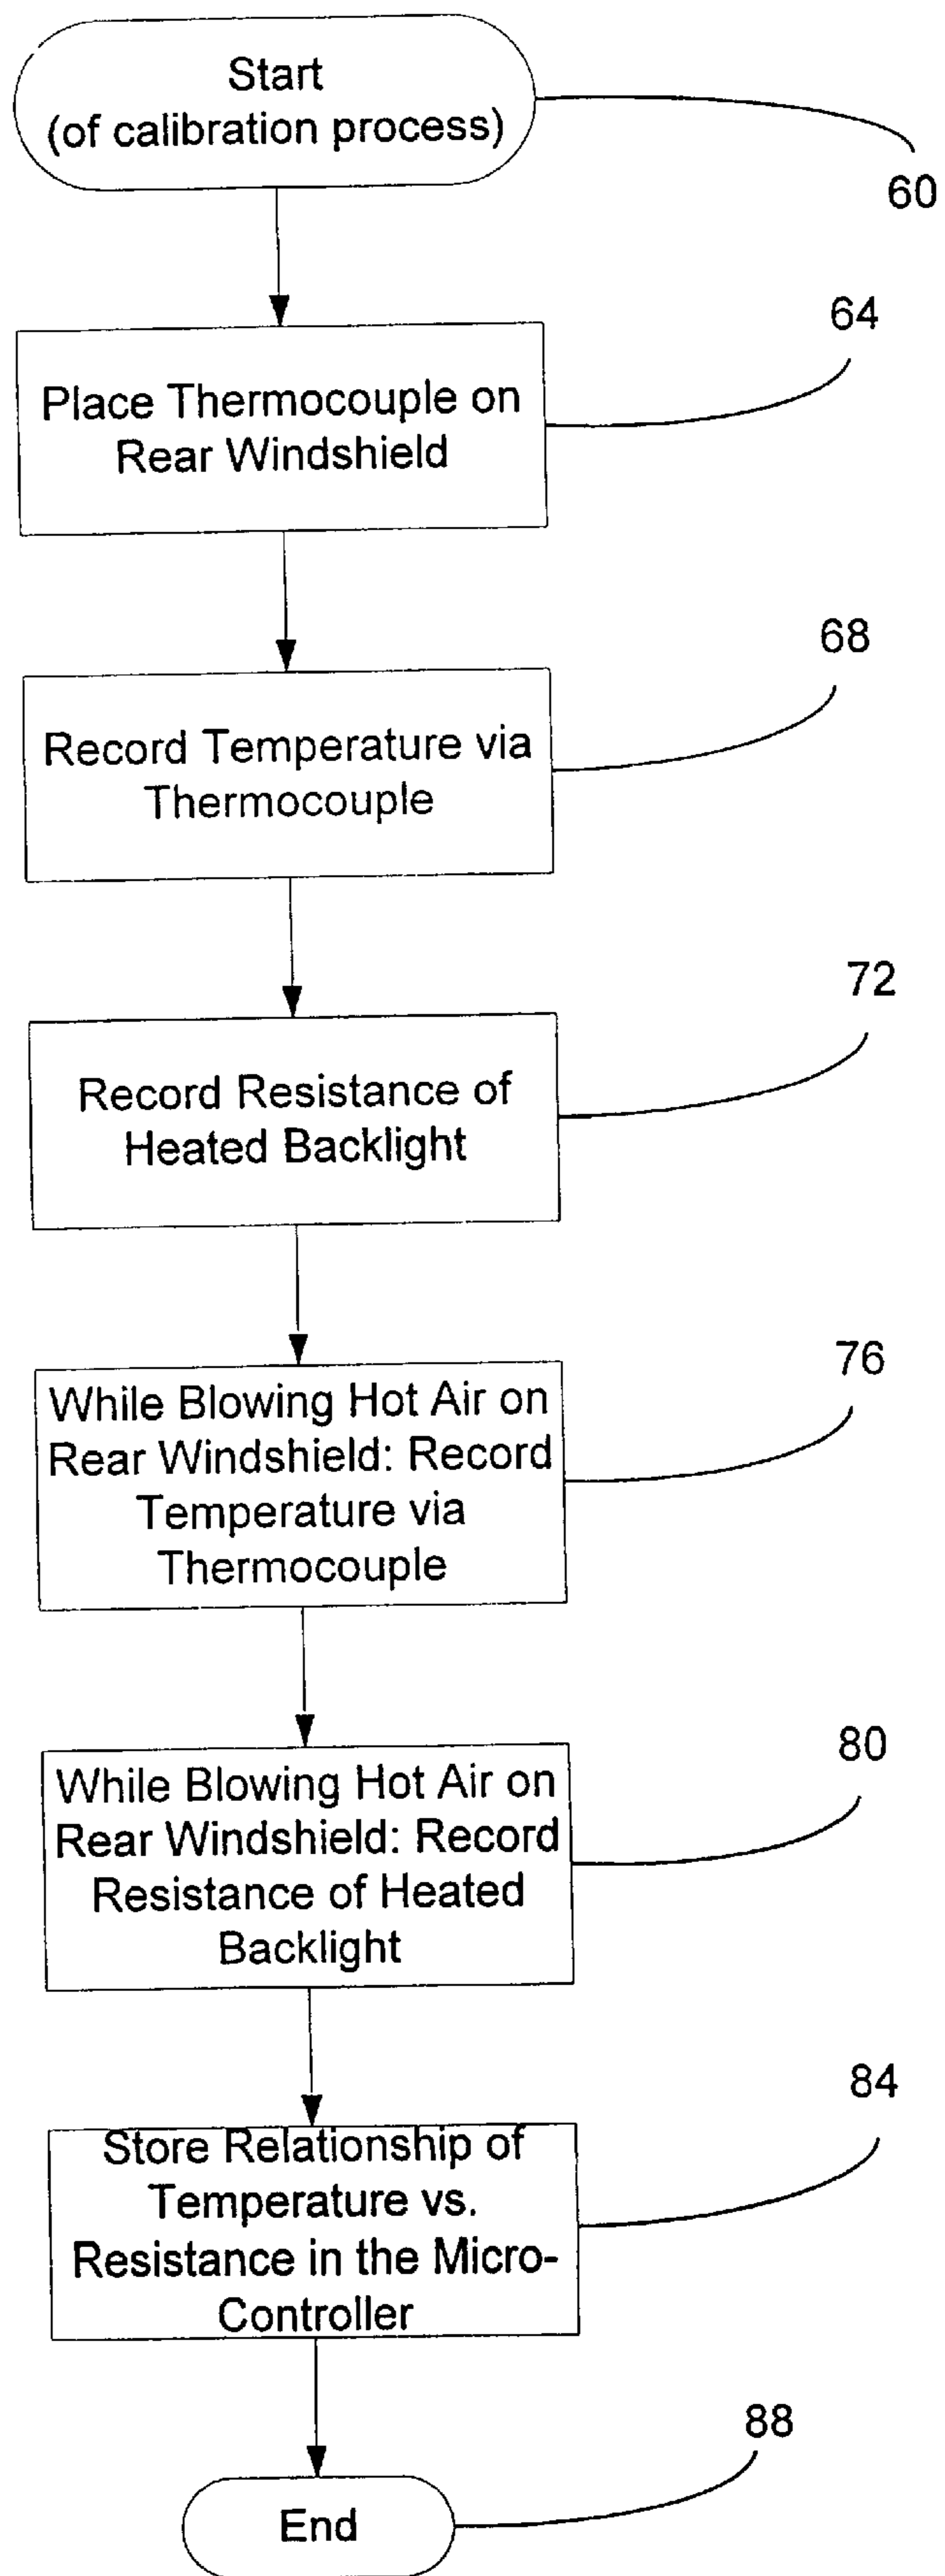 Start
(of calibration process)
60
64
Place Thermocouple on
Rear Windshield
68
Record Temperature via
Thermocouple
72
Record Resistance of
Heated Backlight
76
While Blowing Hot Air on
Rear Windshield: Record
Temperature via
Thermocouple
80
While Blowing Hot Air on
Rear Windshield: Record
Resistance of Heated
Backlight
84
Store Relationship of
Temperature vs.
Resistance in the Micro-
Controller
88
End